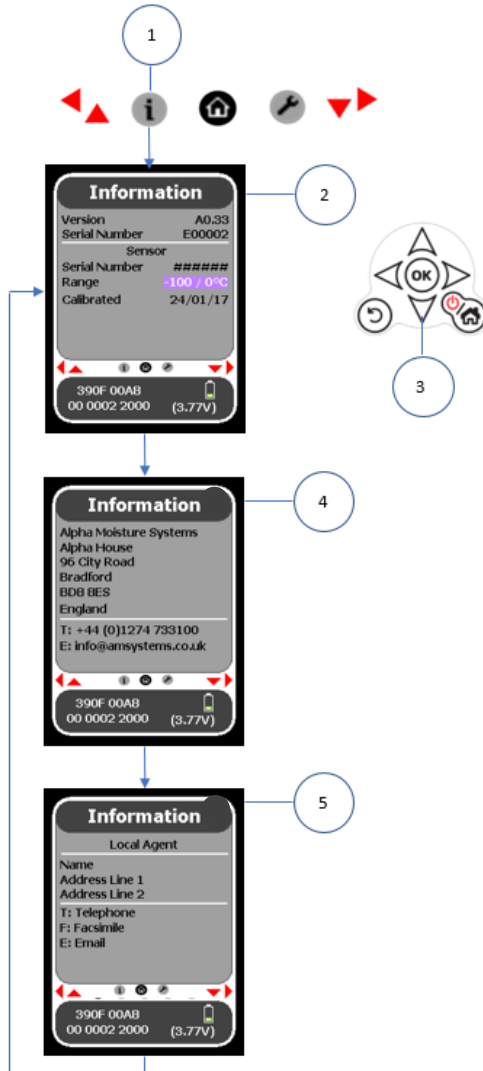 1
i
Information
2
Version A0.33
Serial Number E00002
Sensor
Serial Number ######
Range -100 / 0°C
Calibrated 24/01/17
i
390F 00A8
00 0002 2000 (3.77V)
OK
3
Information
4
Alpha Moisture Systems
Alpha House
96 City Road
Bradford
BD8 8ES
England
T: +44 (0)1274 733100
E: info@amsystems.co.uk
i
390F 00A8
00 0002 2000 (3.77V)
Information
5
Local Agent
Name
Address Line 1
Address Line 2
T: Telephone
F: Facsimile
E: Email
i
390F 00A8
00 0002 2000 (3.77V)